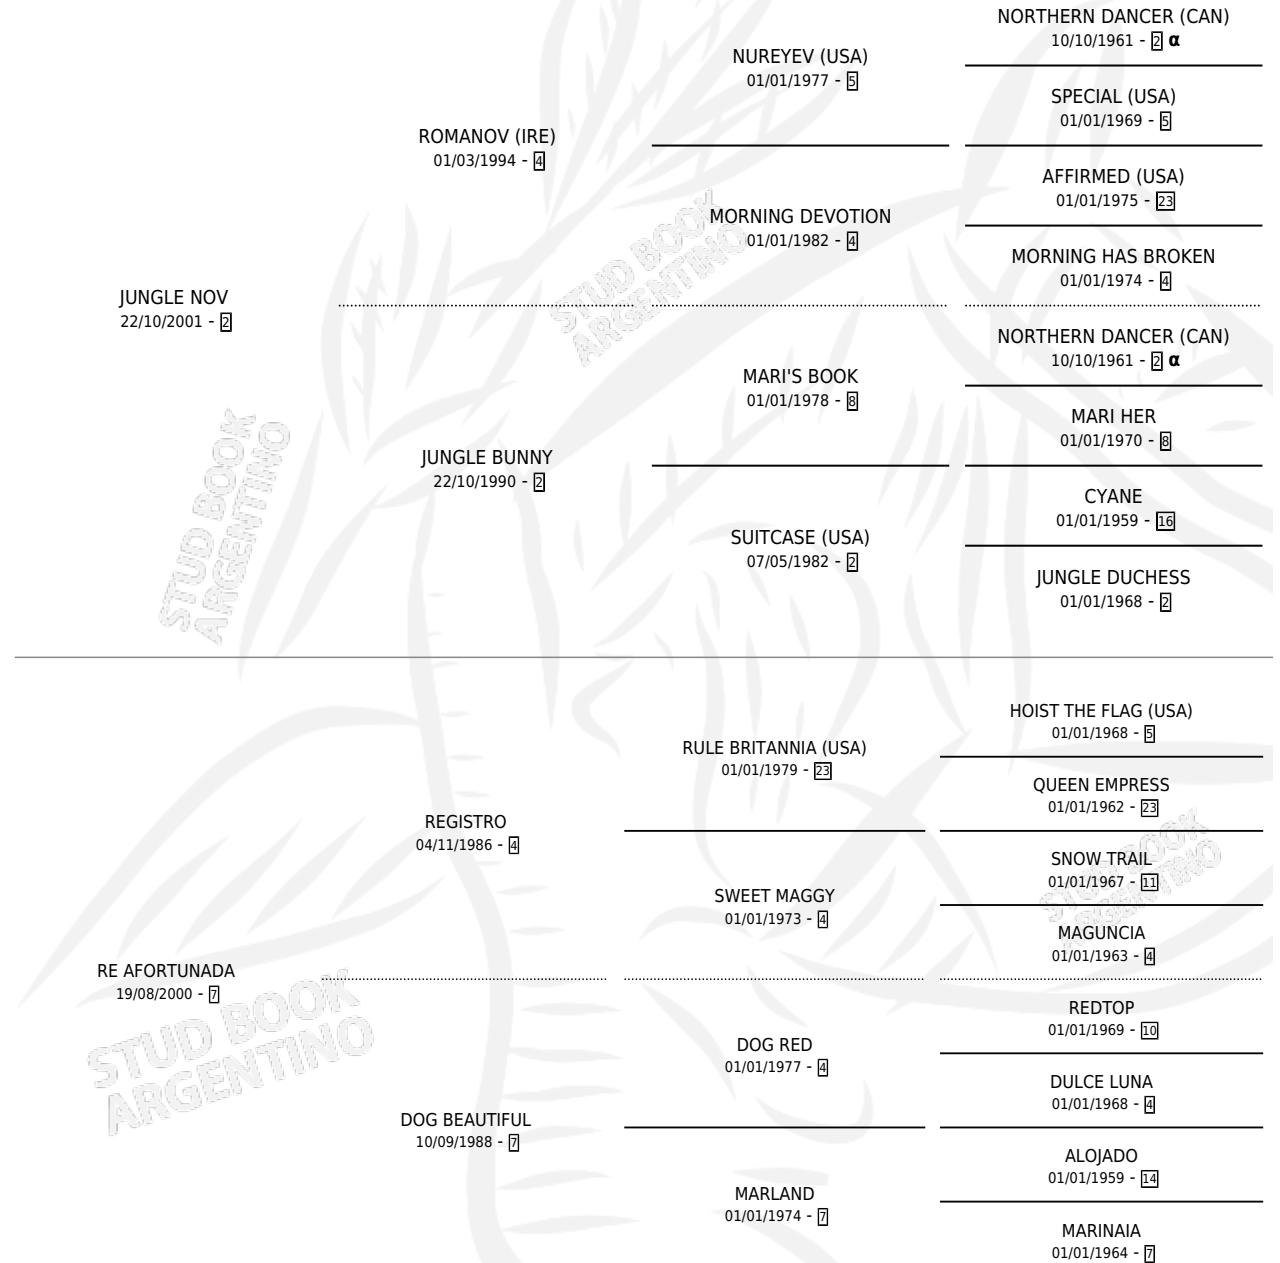 NORTHERN DANCER (CAN)
10/10/1961 - 2 α
NUREYEV (USA)
01/01/1977 - 5
SPECIAL (USA)
01/01/1969 - 5
ROMANOV (IRE)
01/03/1994 - 4
AFFIRMED (USA)
01/01/1975 - 23
MORNING DEVOTION
01/01/1982 - 4
MORNING HAS BROKEN
01/01/1974 - 4
JUNGLE NOV
22/10/2001 - 2
NORTHERN DANCER (CAN)
10/10/1961 - 2 α
MARI'S BOOK
01/01/1978 - 8
MARI HER
01/01/1970 - 8
JUNGLE BUNNY
22/10/1990 - 2
CYANE
01/01/1959 - 16
SUITCASE (USA)
07/05/1982 - 2
JUNGLE DUCHESS
01/01/1968 - 2
HOIST THE FLAG (USA)
01/01/1968 - 5
RULE BRITANNIA (USA)
01/01/1979 - 23
QUEEN EMPRESS
01/01/1962 - 23
REGISTRO
04/11/1986 - 4
SNOW TRAIL
01/01/1967 - 11
SWEET MAGGY
01/01/1973 - 4
MAGUNCIA
01/01/1963 - 4
RE AFORTUNADA
19/08/2000 - 7
REDTOP
01/01/1969 - 10
DOG RED
01/01/1977 - 4
DULCE LUNA
01/01/1968 - 4
DOG BEAUTIFUL
10/09/1988 - 7
ALOJADO
01/01/1959 - 14
MARLAND
01/01/1974 - 7
MARINAIA
01/01/1964 - 7
STUD BOOK
ARGENTINO
STUD BOOK
ARGENTINO
STUD BOOK
ARGENTINO
STUD BOOK
ARGENTINO